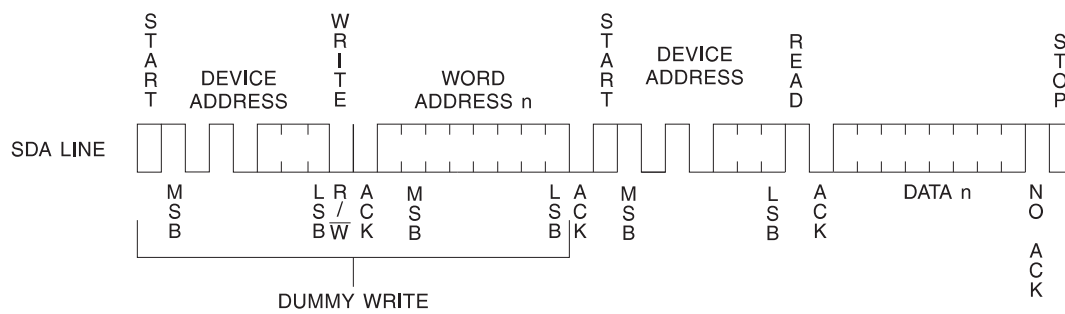 START
DEVICE
ADDRESS
WRITE
WORD
ADDRESS n
START
DEVICE
ADDRESS
READ
STOP
SDA LINE
MSB
LSB
R/W
ACK
MSB
LSB
ACK
MSB
LSB
ACK
DATA n
NO ACK
DUMMY WRITE